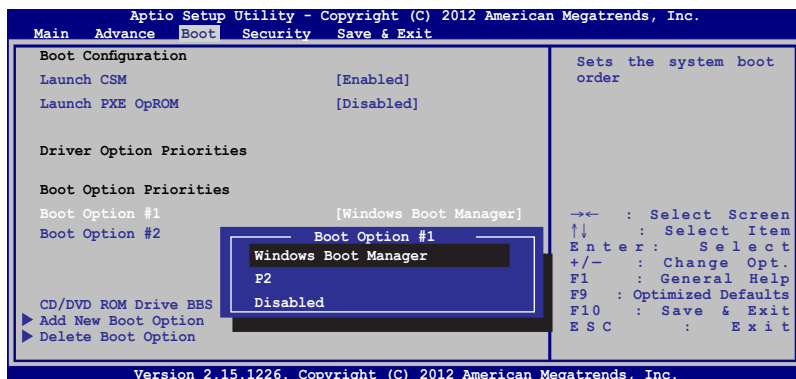 Aptio Setup Utility - Copyright (C) 2012 American Megatrends, Inc.
Main Advance Boot Security Save & Exit
Boot Configuration
Launch CSM [Enabled]
Launch PXE OpROM [Disabled]
Driver Option Priorities
Boot Option Priorities
Boot Option #1 [Windows Boot Manager]
Boot Option #2
CD/DVD ROM Drive BBS
Add New Boot Option
Delete Boot Option
Boot Option #1
Windows Boot Manager
P2
Disabled
Sets the system boot
order
→← : Select Screen
↑↓ : Select Item
Enter: Select
+/— : Change Opt.
F1 : General Help
F9 : Optimized Defaults
F10 : Save & Exit
ESC : Exit
Version 2.15.1226. Copyright (C) 2012 American Megatrends, Inc.